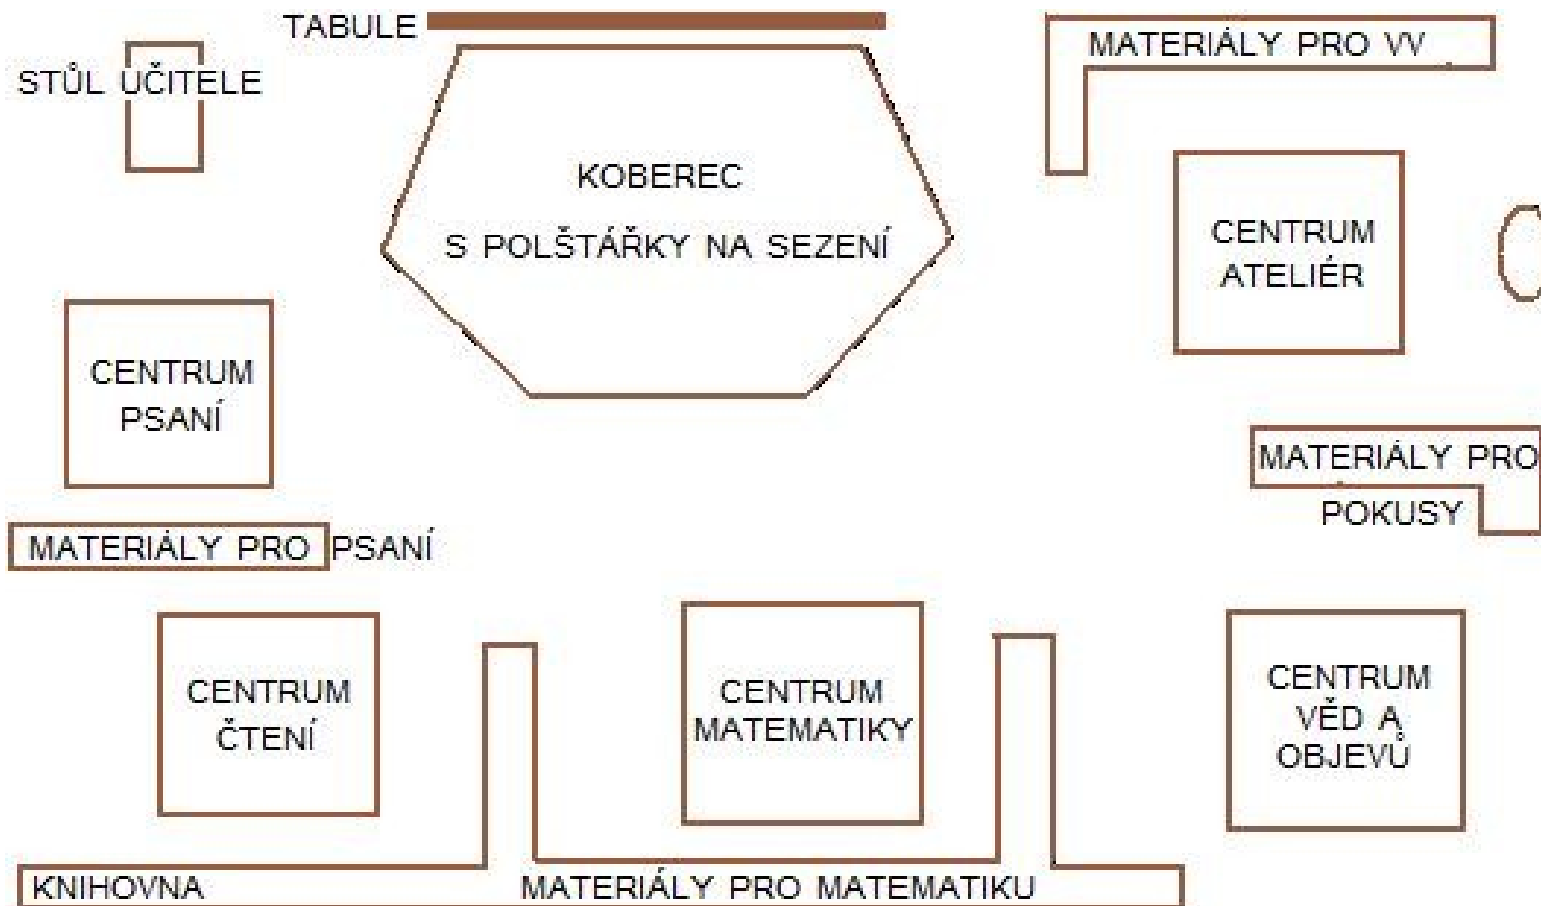 TABULE
MATERIÁLY PRO VV
STŮL UČITELE
KOBEREC
S POLŠTÁŘKY NA SEZENÍ
CENTRUM
ATELIÉR
CENTRUM
PSANÍ
MATERIÁLY PRO
POKUSY
MATERIÁLY PRO PSANÍ
CENTRUM
ČTENÍ
CENTRUM
MATEMATIKY
CENTRUM
VĚD A
OBJEVŮ
KNIHOVNA
MATERIÁLY PRO MATEMATIKU